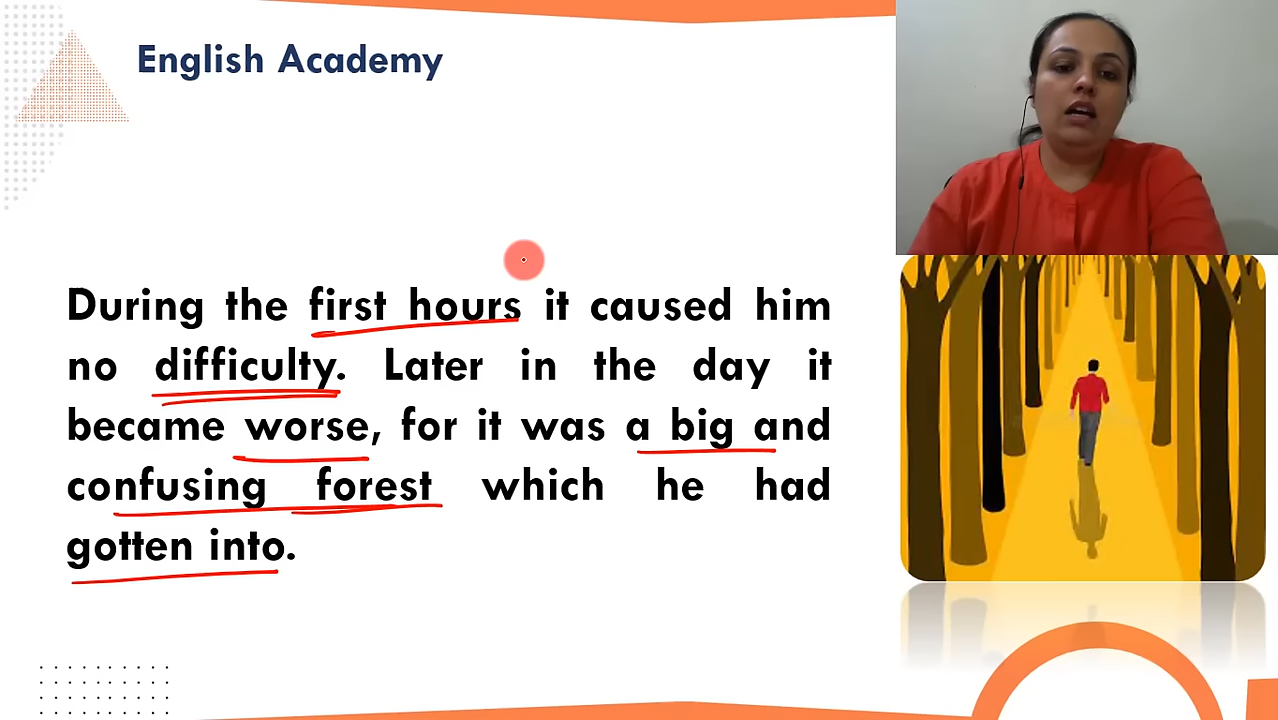 English Academy
During the first hours it caused him
no difficulty. Later in the day it
became worse, for it was a big and
confusing forest which he had
gotten into.